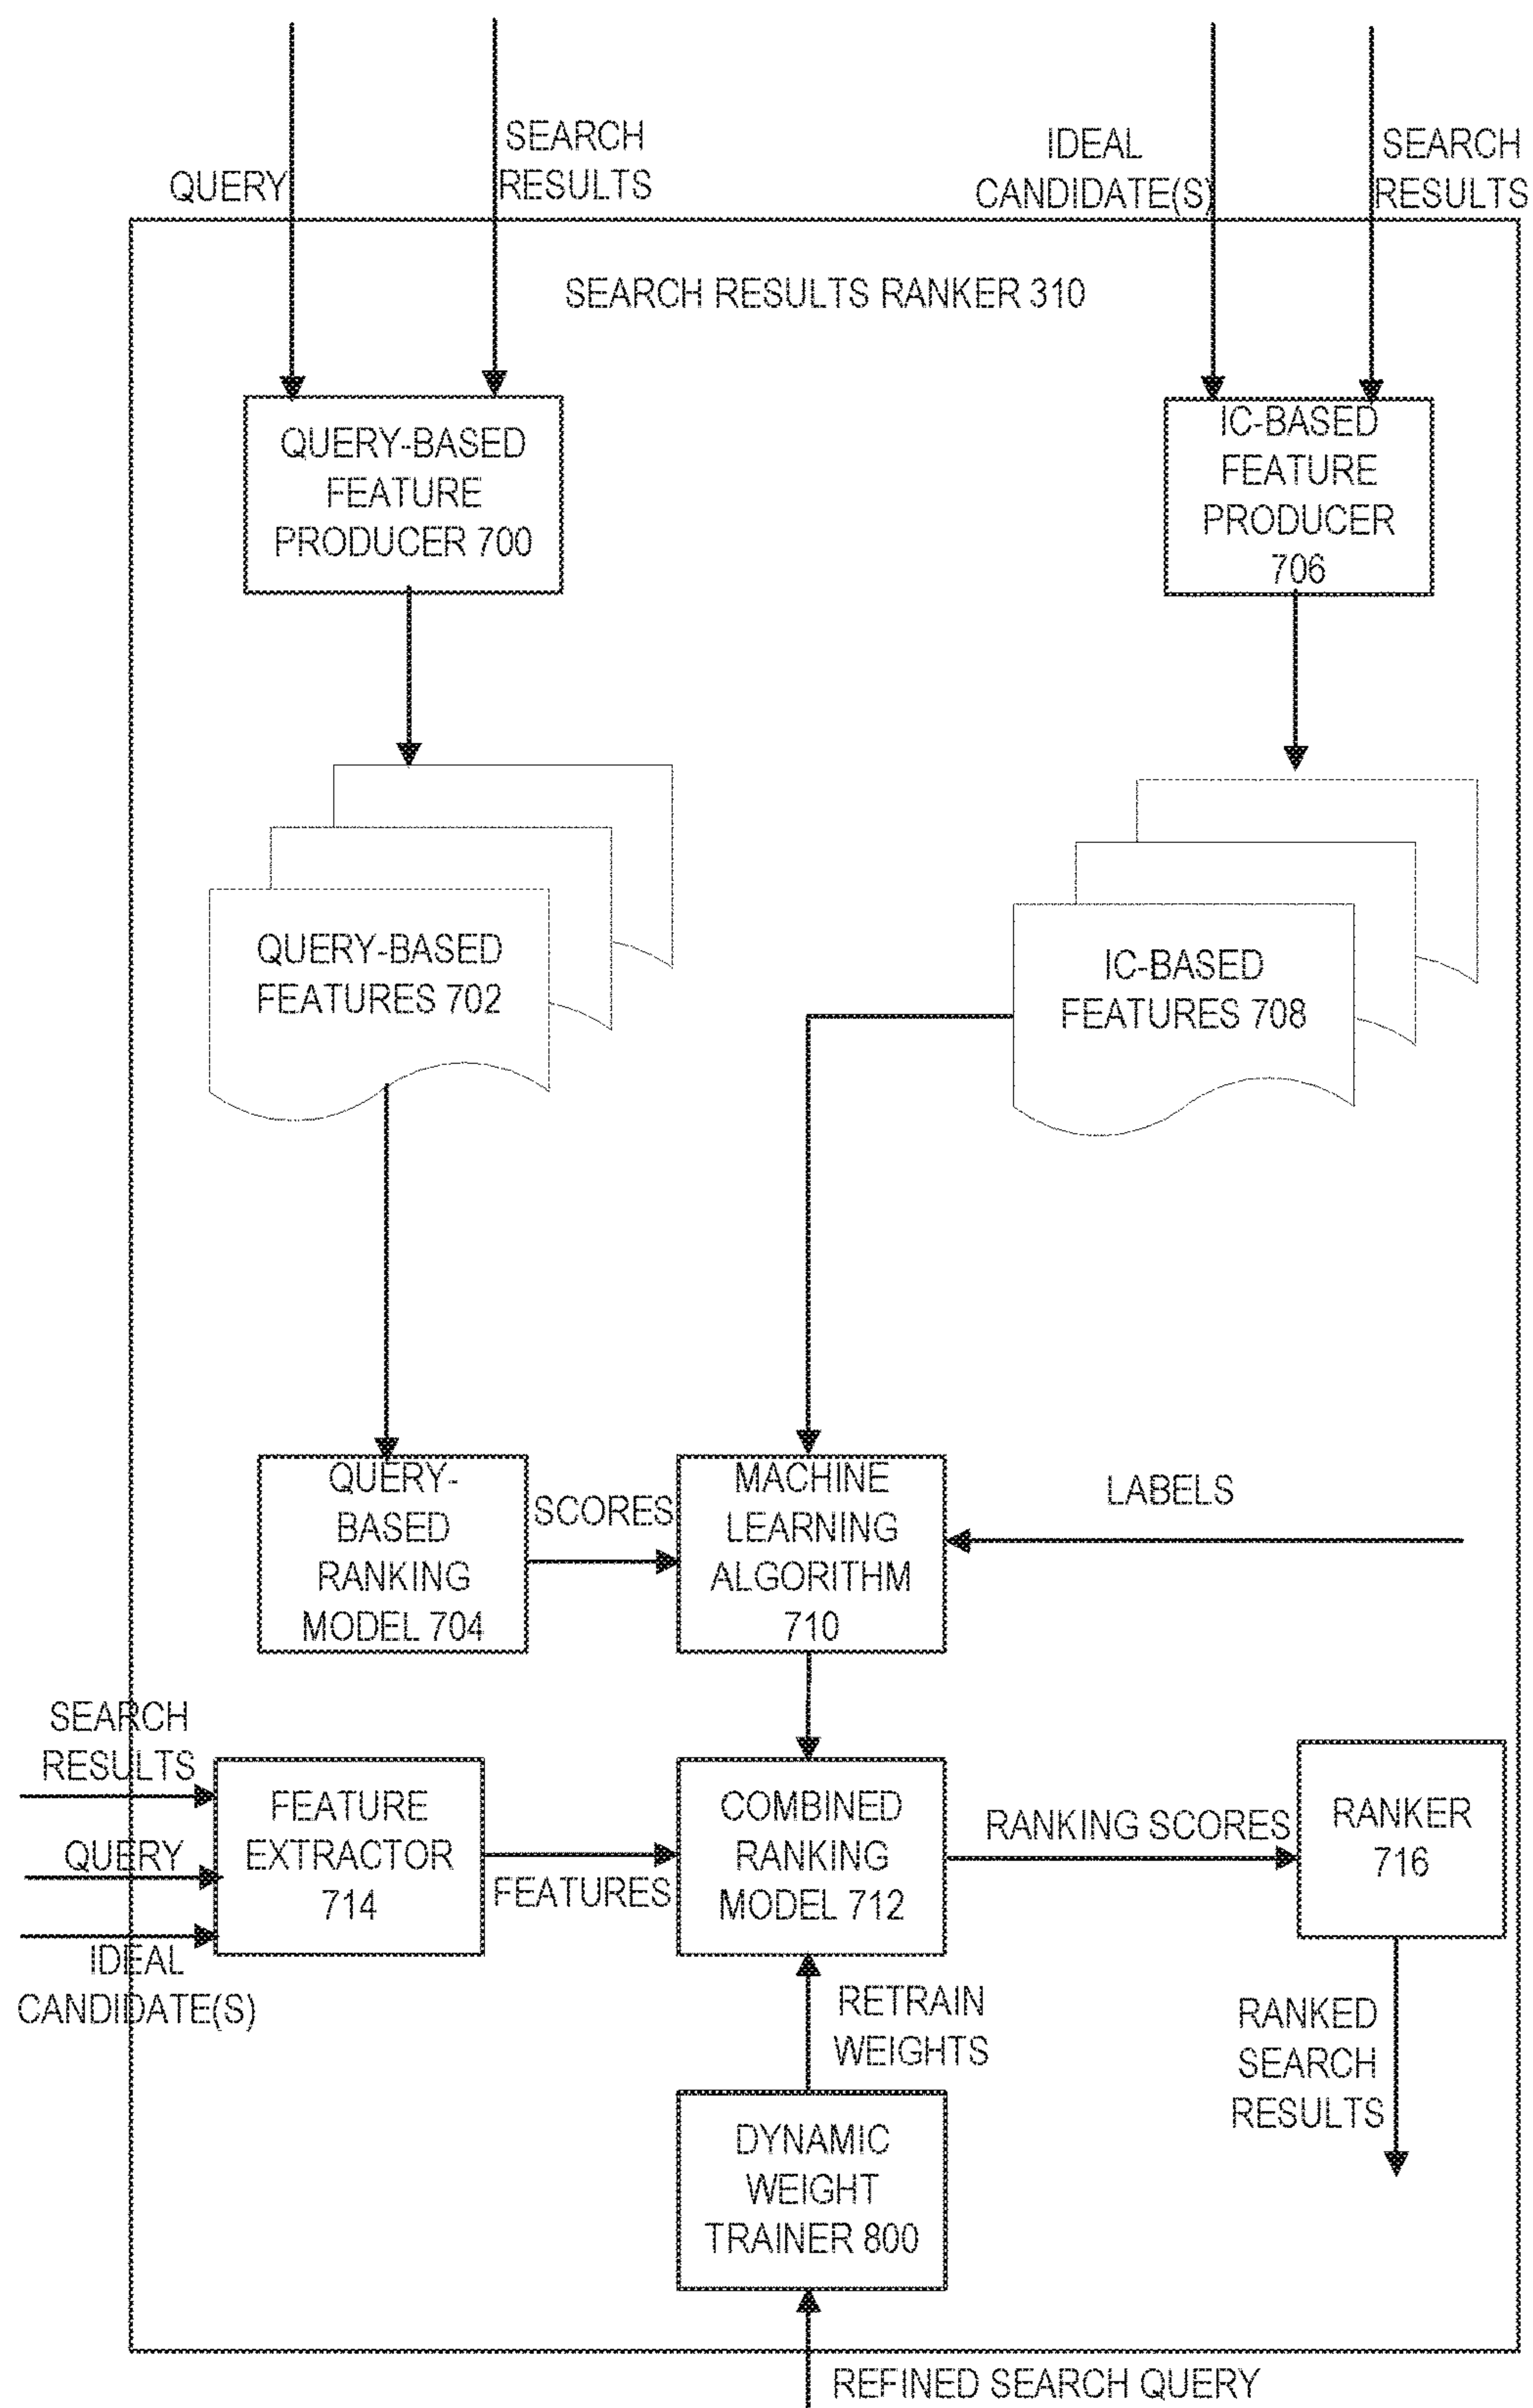 QUERY
SEARCH
RESULTS
IDEAL
CANDIDATE(S)
SEARCH
RESULTS
SEARCH RESULTS RANKER 310
QUERY-BASED
FEATURE
PRODUCER 700
IC-BASED
FEATURE
PRODUCER
706
QUERY-BASED
FEATURES 702
IC-BASED
FEATURES 708
QUERY-
BASED
RANKING
MODEL 704
SCORES
MACHINE
LEARNING
ALGORITHM
710
LABELS
SEARCH
RESULTS
QUERY
IDEAL
CANDIDATE(S)
FEATURE
EXTRACTOR
714
FEATURES
COMBINED
RANKING
MODEL 712
RANKING SCORES
RANKER
716
RETRAIN
WEIGHTS
RANKED
SEARCH
RESULTS
DYNAMIC
WEIGHT
TRAINER 800
REFINED SEARCH QUERY